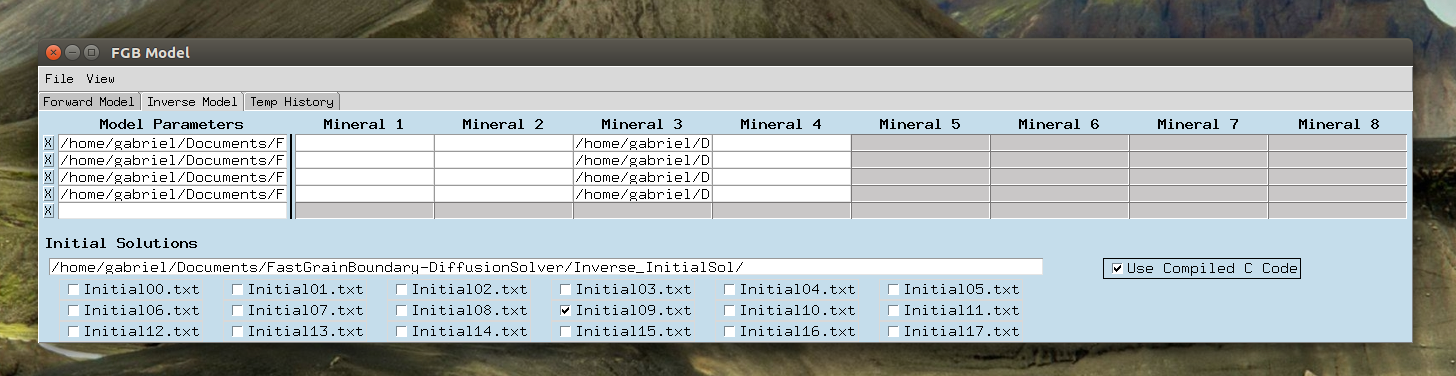 FGB Model
File View
Forward Model Inverse Model Temp History
Model Parameters Mineral 1 Mineral 2 Mineral 3 Mineral 4 Mineral 5 Mineral 6 Mineral 7 Mineral 8
X /home/gabriel/Documents/F /home/gabriel/D
X /home/gabriel/Documents/F /home/gabriel/D
X /home/gabriel/Documents/F /home/gabriel/D
X /home/gabriel/Documents/F /home/gabriel/D
X
Initial Solutions
/home/gabriel/Documents/FastGrainBoundary-DiffusionSolver/Inverse_InitialSol/ Use Compiled C Code
Initial00.txt Initial01.txt Initial02.txt Initial03.txt Initial04.txt Initial05.txt
Initial06.txt Initial07.txt Initial08.txt Initial09.txt Initial10.txt Initial11.txt
Initial12.txt Initial13.txt Initial14.txt Initial15.txt Initial16.txt Initial17.txt